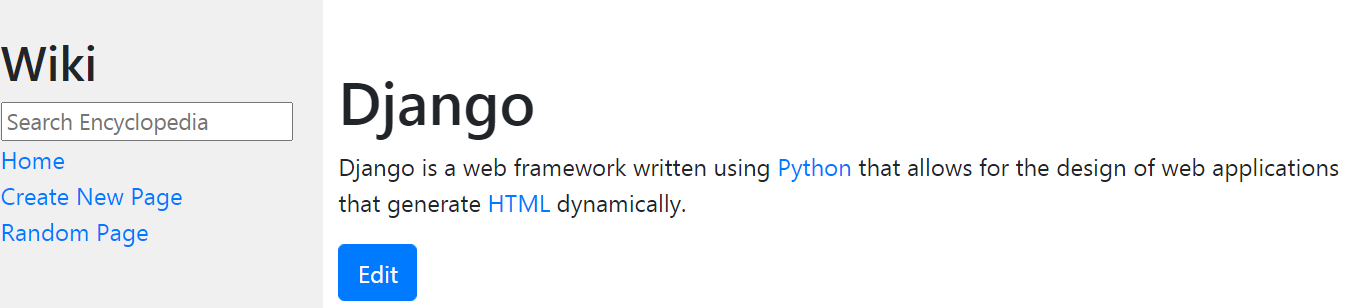 Wiki
Search Encyclopedia
Home
Create New Page
Random Page
Django
Django is a web framework written using Python that allows for the design of web applications
that generate HTML dynamically.
Edit